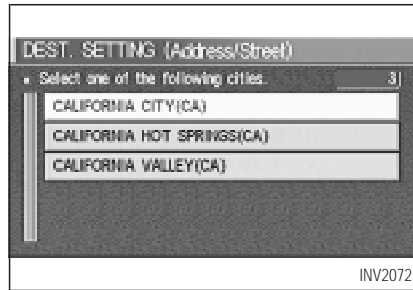 DEST. SETTING (Address/Street)
Select one of the following cities. 3
CALIFORNIA CITY(CA)
CALIFORNIA HOT SPRINGS(CA)
CALIFORNIA VALLEY(CA)
INV2072